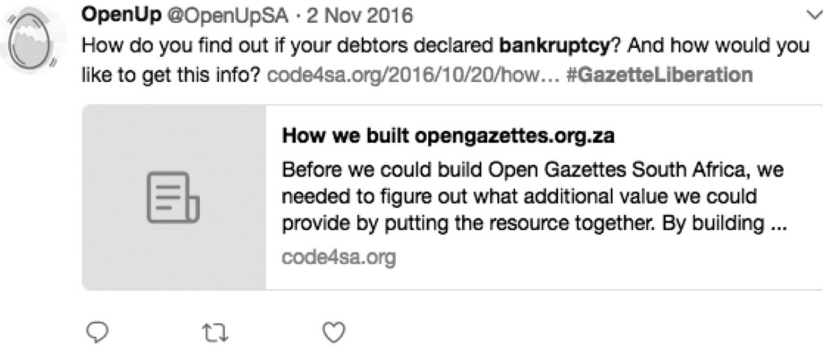 OpenUp @OpenUpSA · 2 Nov 2016
How do you find out if your debtors declared bankruptcy? And how would you
like to get this info? code4sa.org/2016/10/20/how... #GazetteLiberation
How we built opengazettes.org.za
Before we could build Open Gazettes South Africa, we
needed to figure out what additional value we could
provide by putting the resource together. By building ...
code4sa.org